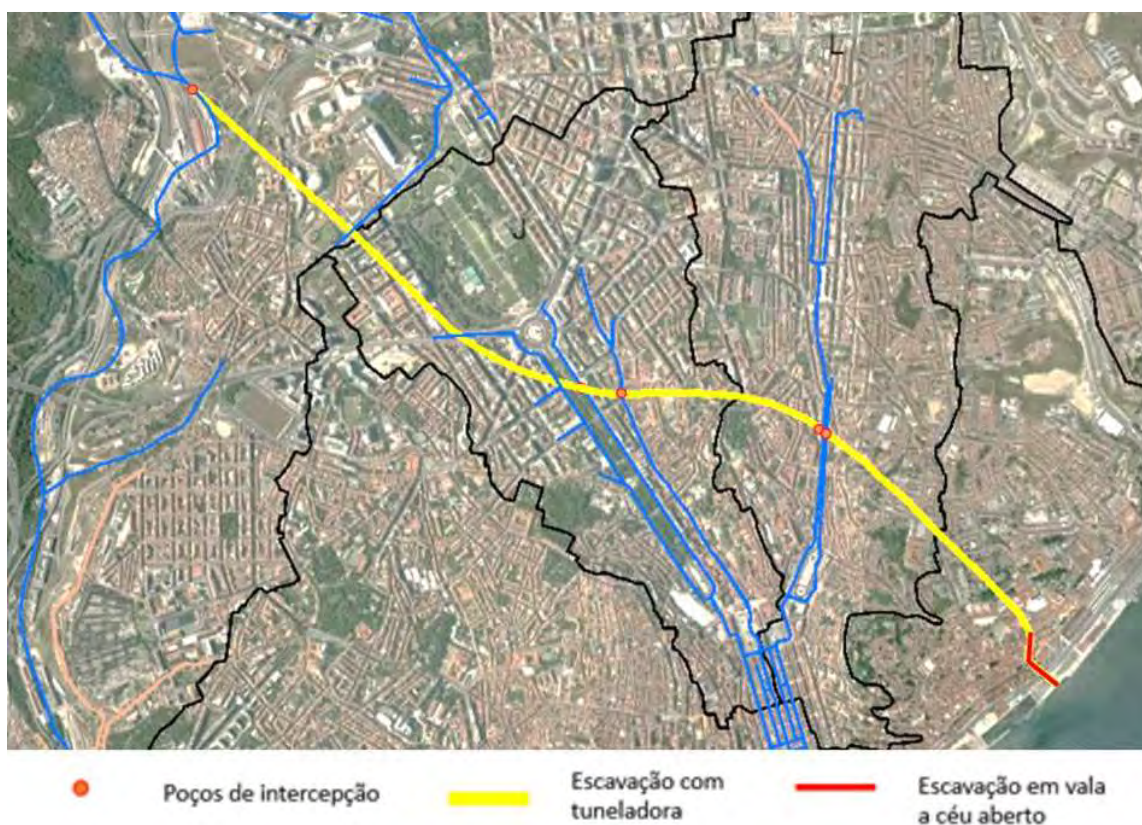 Poços de intercepção
Escavação com
tuneladora
Escavação em vala
a céu aberto